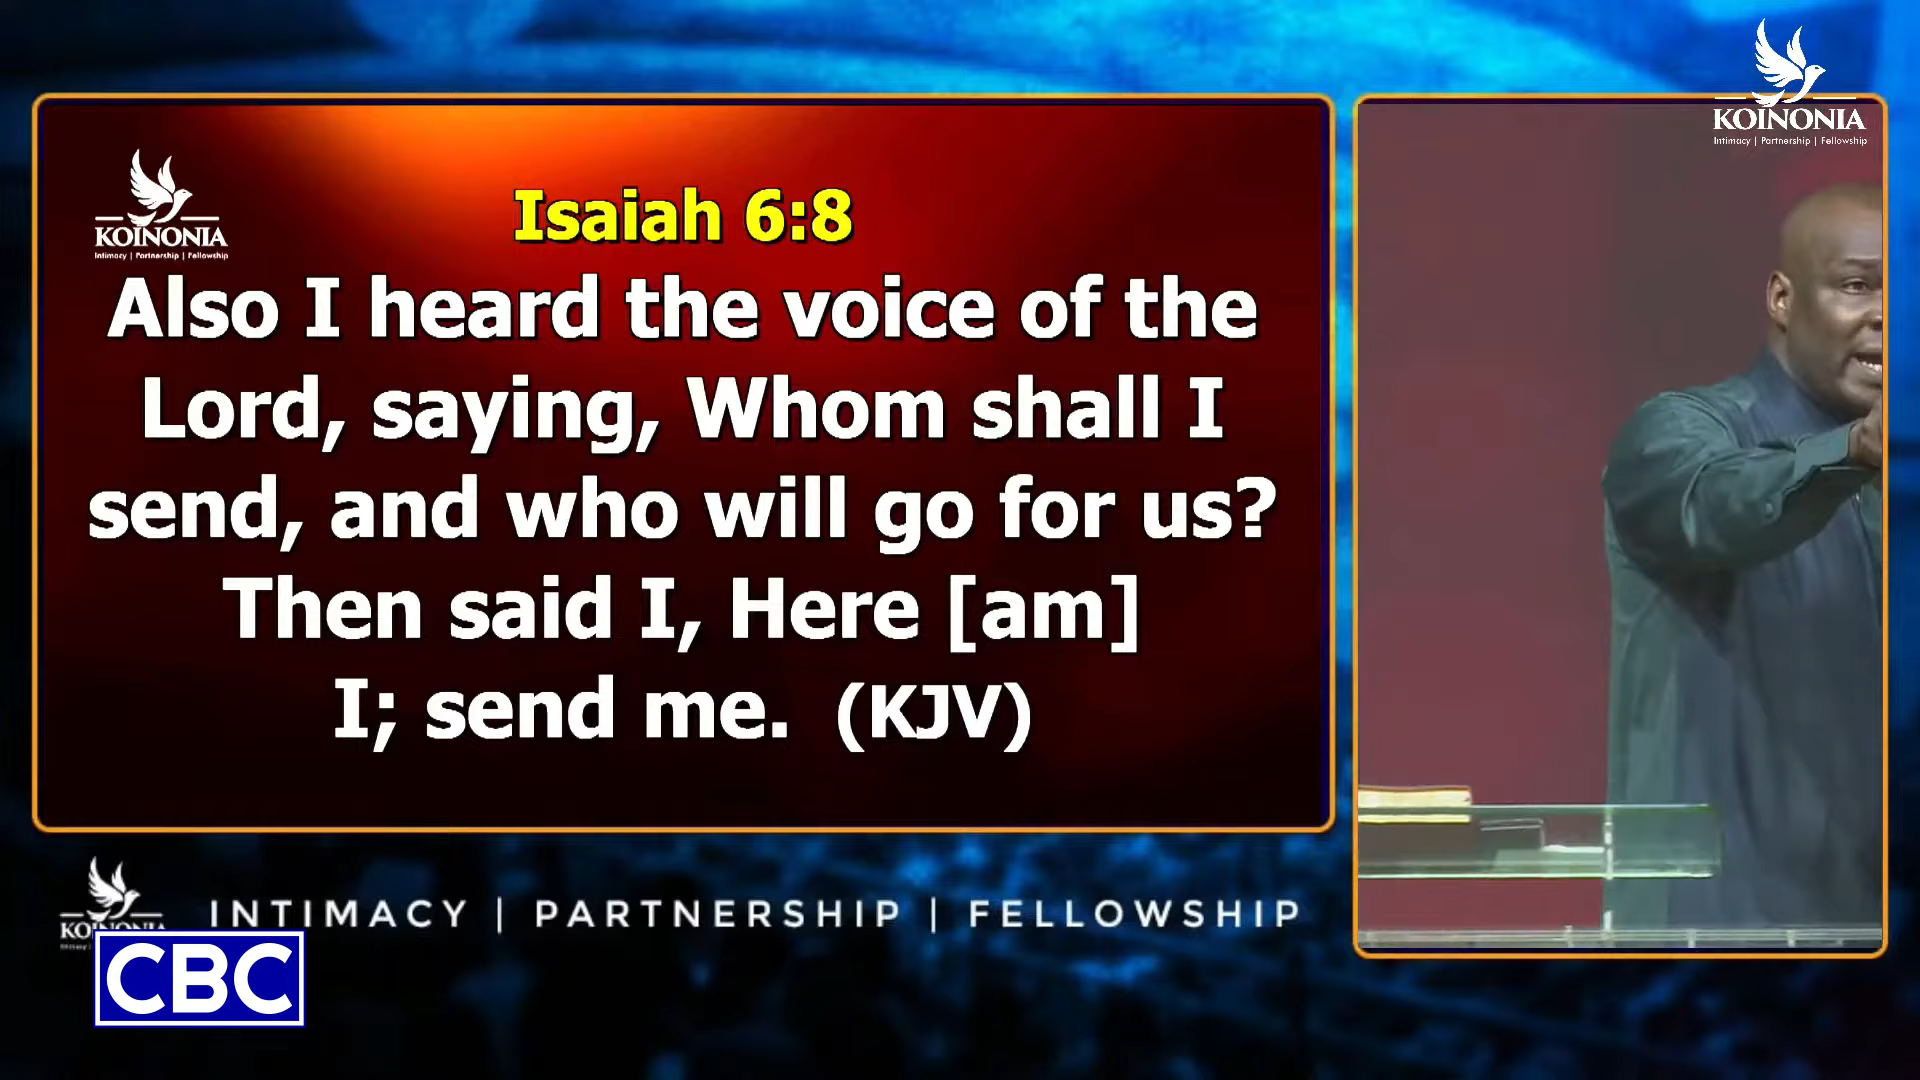 KOINONIA
Intimacy | Partnership | Fellowship
KOINONIA
Intimacy | Partnership | Fellowship
Isaiah 6:8
Also I heard the voice of the
Lord, saying, Whom shall I
send, and who will go for us?
Then said I, Here [am]
I; send me. (KJV)
KOINONIA
INTIMACY | PARTNERSHIP | FELLOWSHIP
CBC